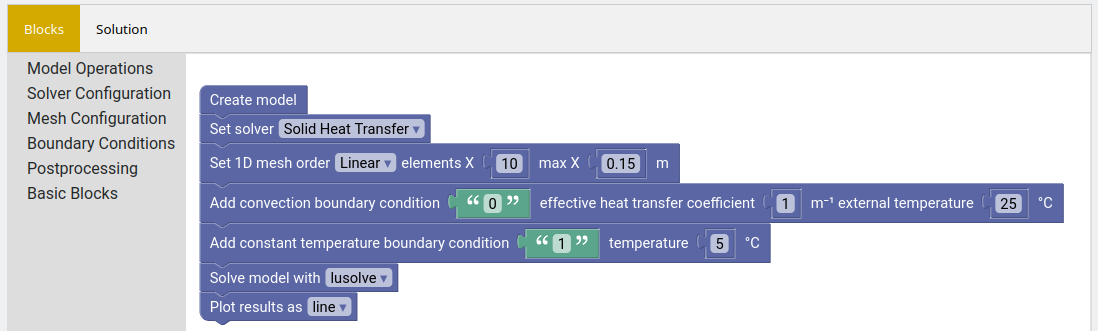 Blocks Solution
Model Operations
Solver Configuration
Mesh Configuration
Boundary Conditions
Postprocessing
Basic Blocks
Create model
Set solver Solid Heat Transfer ▾
Set 1D mesh order Linear ▾ elements X 10 max X 0.15 m
Add convection boundary condition “ 0 ” effective heat transfer coefficient 1 m⁻¹ external temperature 25 °C
Add constant temperature boundary condition “ 1 ” temperature 5 °C
Solve model with lusolve ▾
Plot results as line ▾